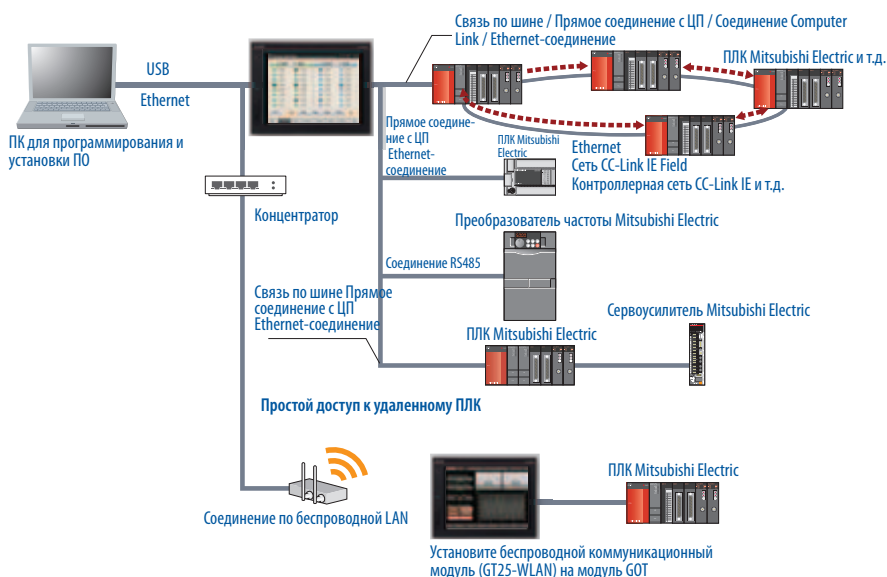 Связь по шине / Прямое соединение с ЦП / Соединение Computer
Link / Ethernet-соединение
ПЛК Mitsubishi Electric и т.д.
USB
Ethernet
ПК для программирования и
установки ПО
Прямое соедине-
ние с ЦП
Ethernet-
соединение
ПЛК Mitsubishi
Electric
Ethernet
Сеть CC-Link IE Field
Контроллерная сеть CC-Link IE и т.д.
Концентратор
Преобразователь частоты Mitsubishi Electric
Соединение RS485
Связь по шине Прямое
соединение с ЦП
Ethernet-соединение
Сервоусилитель Mitsubishi Electric
ПЛК Mitsubishi Electric
Простой доступ к удаленному ПЛК
ПЛК Mitsubishi Electric
Соединение по беспроводной LAN
Установите беспроводной коммуникационный
модуль (GT25-WLAN) на модуль GOT